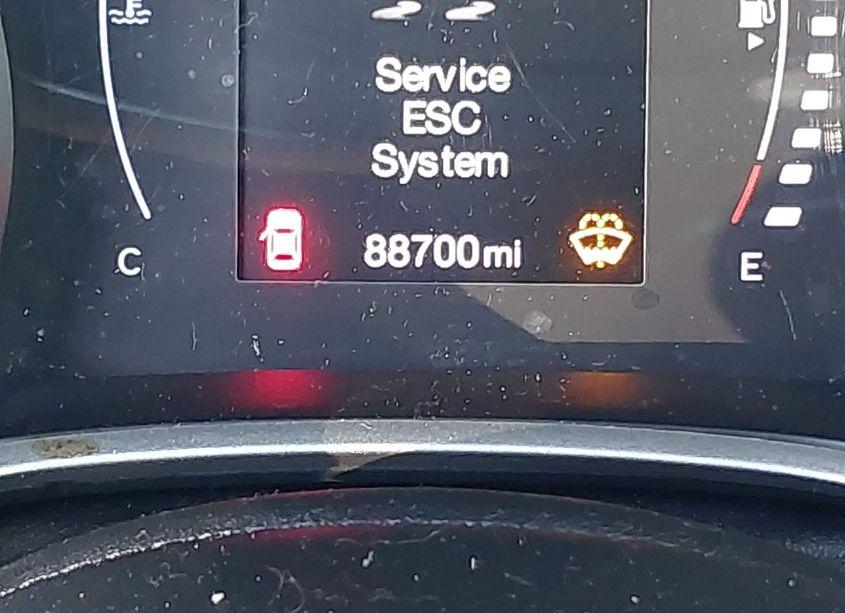 Service
ESC
System
88700mi
C
E